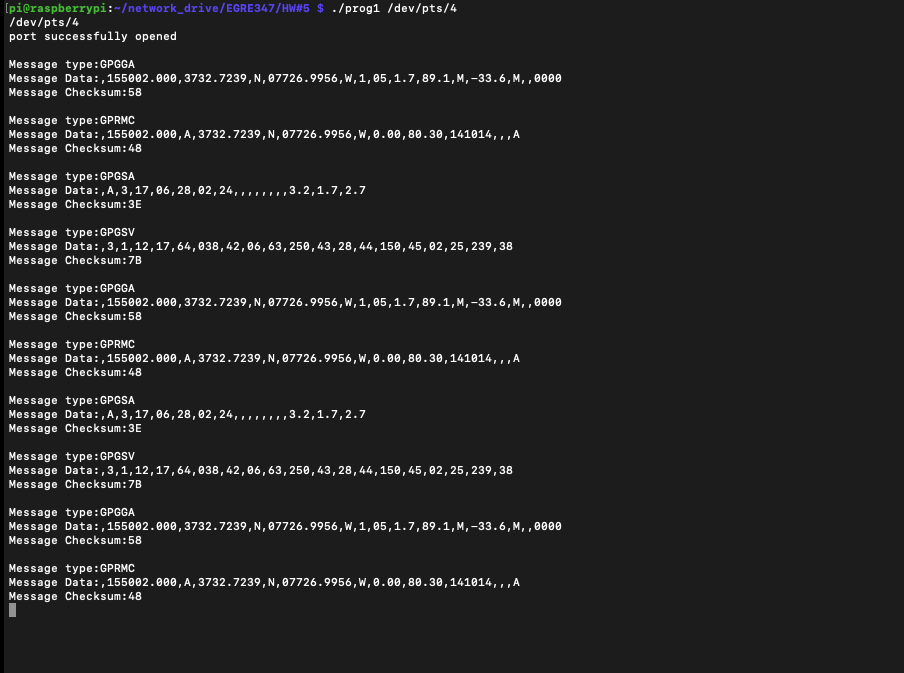 [pi@raspberrypi:~/network_drive/EGRE347/HW#5 $ ./prog1 /dev/pts/4
/dev/pts/4
port successfully opened
Message type:GPGGA
Message Data:,155002.000,3732.7239,N,07726.9956,W,1,05,1.7,89.1,M,-33.6,M,,0000
Message Checksum:58
Message type:GPRMC
Message Data:,155002.000,A,3732.7239,N,07726.9956,W,0.00,80.30,141014,,,A
Message Checksum:48
Message type:GPGSA
Message Data:,A,3,17,06,28,02,24,,,,,,,,3.2,1.7,2.7
Message Checksum:3E
Message type:GPGSV
Message Data:,3,1,12,17,64,038,42,06,63,250,43,28,44,150,45,02,25,239,38
Message Checksum:7B
Message type:GPGGA
Message Data:,155002.000,3732.7239,N,07726.9956,W,1,05,1.7,89.1,M,-33.6,M,,0000
Message Checksum:58
Message type:GPRMC
Message Data:,155002.000,A,3732.7239,N,07726.9956,W,0.00,80.30,141014,,,A
Message Checksum:48
Message type:GPGSA
Message Data:,A,3,17,06,28,02,24,,,,,,,,3.2,1.7,2.7
Message Checksum:3E
Message type:GPGSV
Message Data:,3,1,12,17,64,038,42,06,63,250,43,28,44,150,45,02,25,239,38
Message Checksum:7B
Message type:GPGGA
Message Data:,155002.000,3732.7239,N,07726.9956,W,1,05,1.7,89.1,M,-33.6,M,,0000
Message Checksum:58
Message type:GPRMC
Message Data:,155002.000,A,3732.7239,N,07726.9956,W,0.00,80.30,141014,,,A
Message Checksum:48